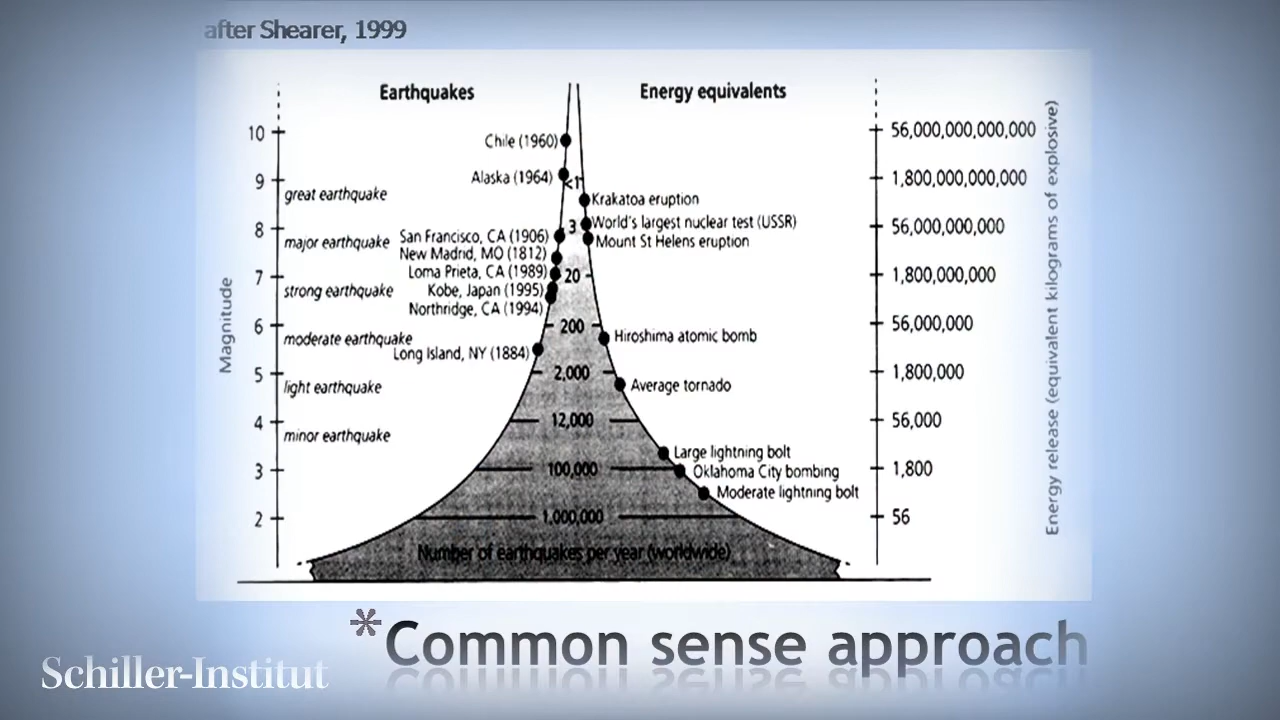 after Shearer, 1999
Earthquakes
Energy equivalents
Magnitude
10
9
8
7
6
5
4
3
2
great earthquake
major earthquake
strong earthquake
moderate earthquake
light earthquake
minor earthquake
Chile (1960)
Alaska (1964)
San Francisco, CA (1906)
New Madrid, MO (1812)
Loma Prieta, CA (1989)
Kobe, Japan (1995)
Northridge, CA (1994)
Long Island, NY (1884)
<1
3
20
200
2,000
12,000
100,000
1,000,000
Number of earthquakes per year (worldwide)
Krakatoa eruption
World's largest nuclear test (USSR)
Mount St Helens eruption
Hiroshima atomic bomb
Average tornado
Large lightning bolt
Oklahoma City bombing
Moderate lightning bolt
56,000,000,000,000
1,800,000,000,000
56,000,000,000
1,800,000,000
56,000,000
1,800,000
56,000
1,800
56
Energy release (equivalent kilograms of explosive)
*Common sense approach
Schiller-Institut